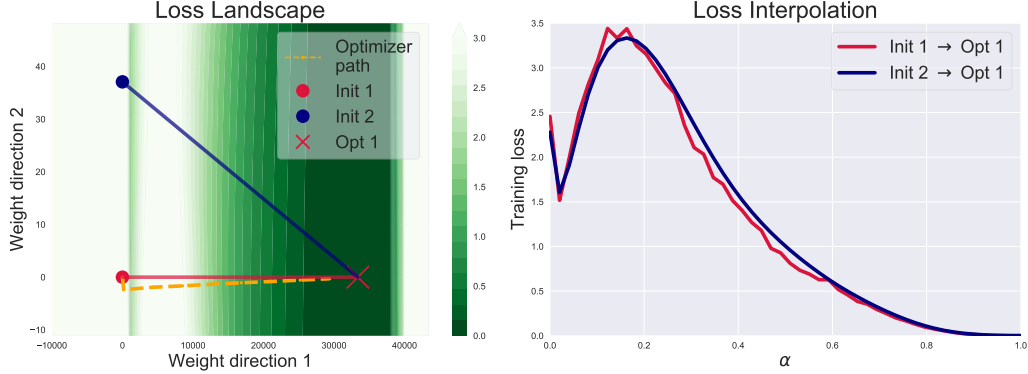 Loss Landscape
Weight direction 2
40
30
20
10
0
−10
−10000
0
10000
20000
30000
40000
Weight direction 1
Optimizer
path
Init 1
Init 2
Opt 1
3.0
2.5
2.0
1.5
1.0
0.5
0.0
Loss Interpolation
Training loss
3.5
3.0
2.5
2.0
1.5
1.0
0.5
0.0
0.0
0.2
0.4
0.6
0.8
1.0
α
Init 1 → Opt 1
Init 2 → Opt 1